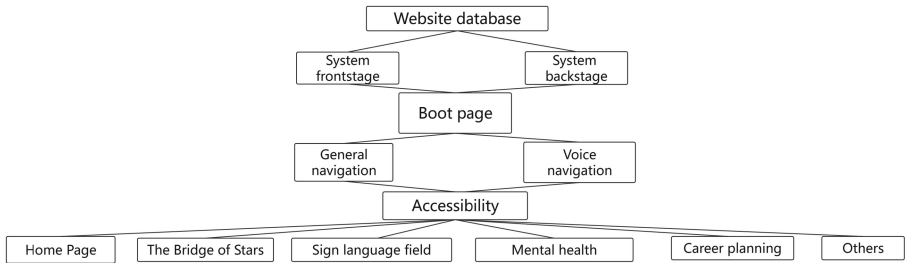 Website database
System
frontstage
System
backstage
Boot page
General
navigation
Voice
navigation
Accessibility
Home Page
The Bridge of Stars
Sign language field
Mental health
Career planning
Others